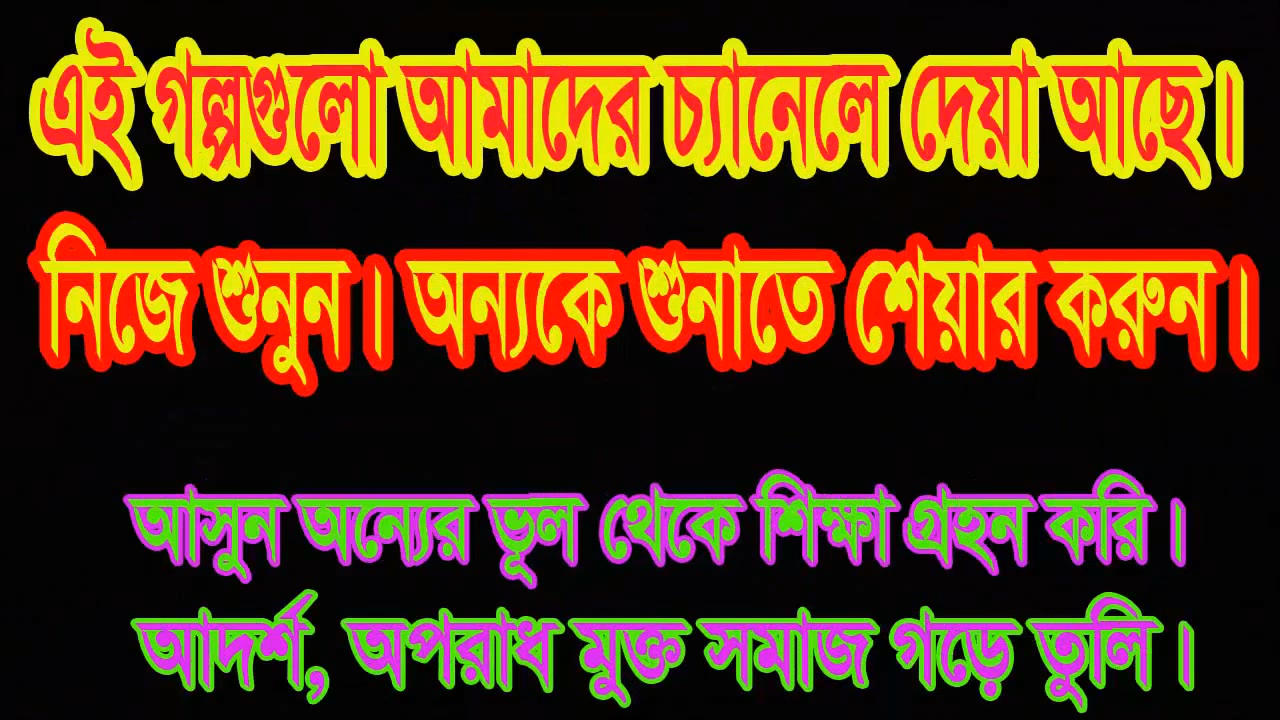 এই গল্পগুলো আমাদের চ্যানেলে দেয়া আছে।
নিজে শুনুন। অন্যকে শুনাতে শেয়ার করুন।
আসুন অন্যের ভূল থেকে শিক্ষা গ্রহন করি।
আদর্শ, অপরাধ মুক্ত সমাজ গড়ে তুলি।